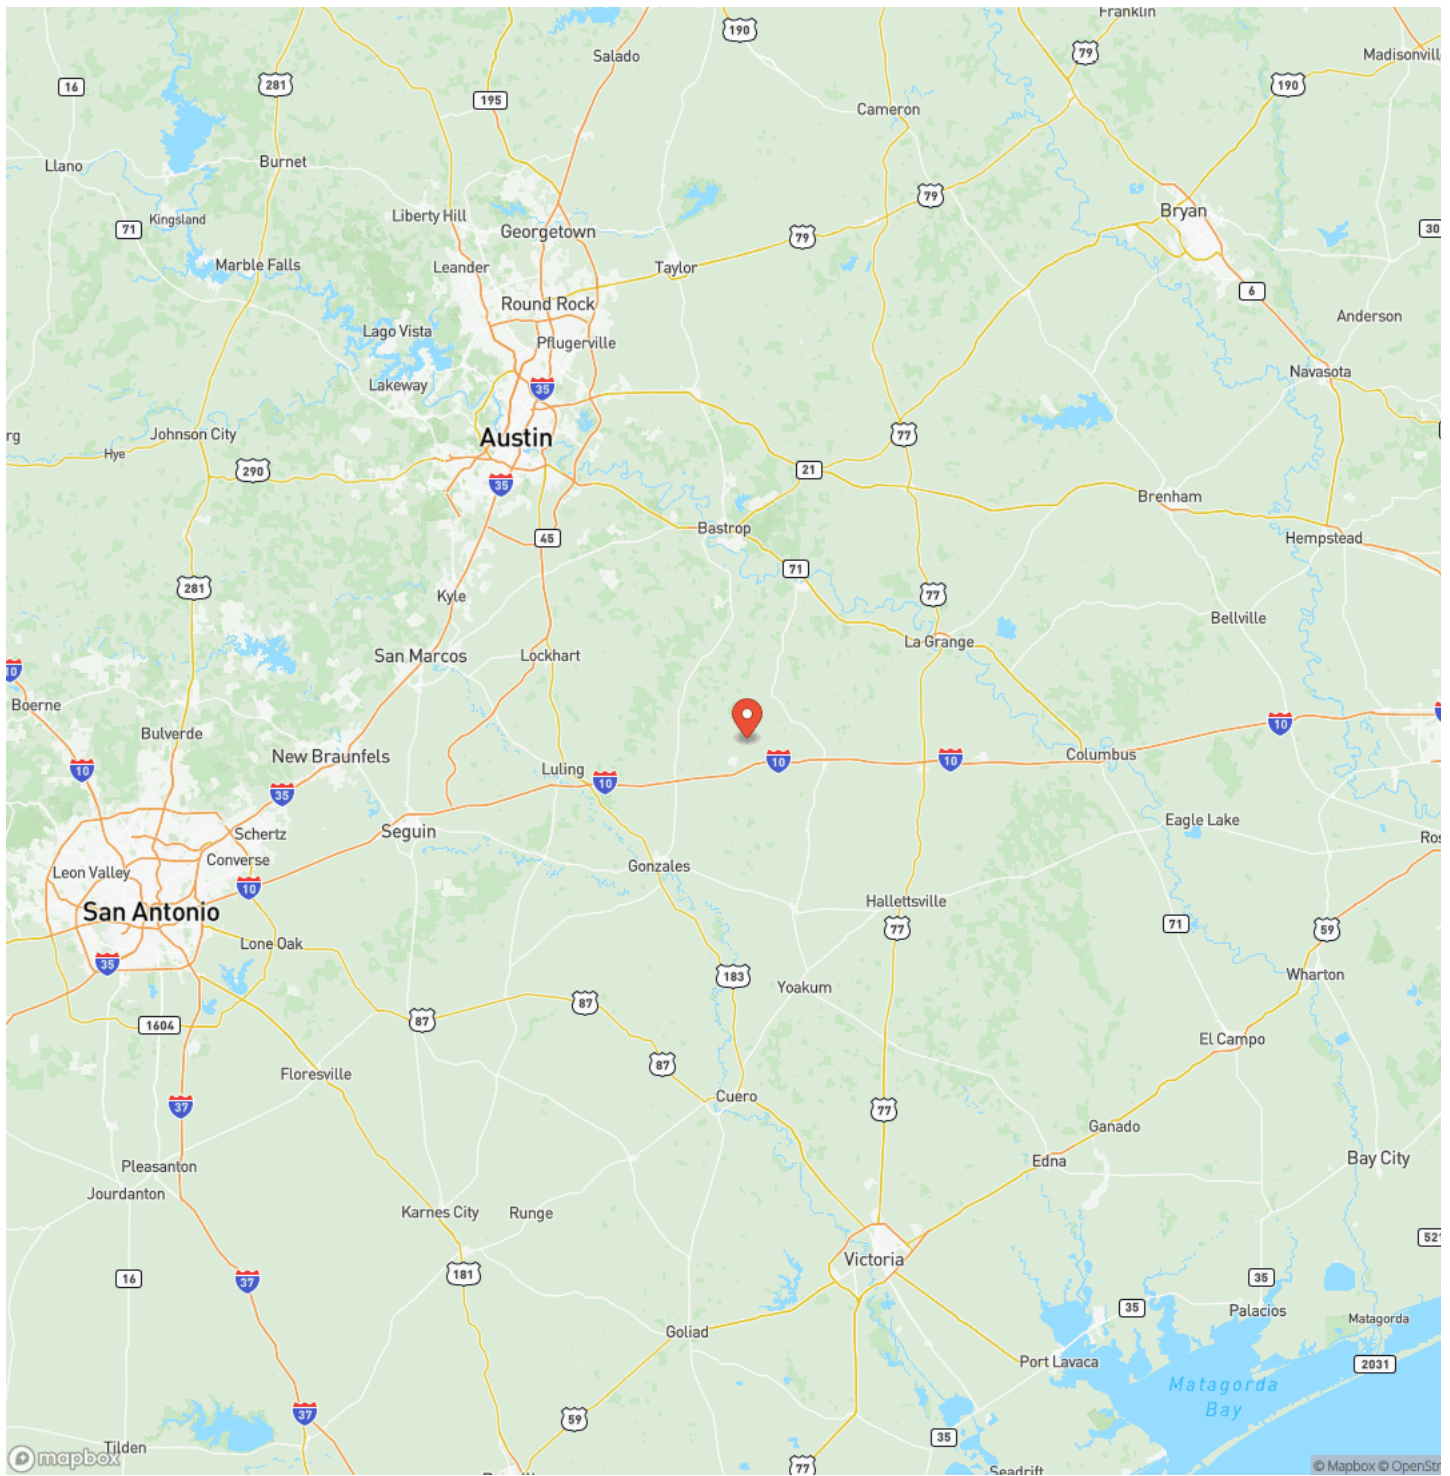 Franklin
190
79
Madisonvill
Salado
16
281
195
190
Cameron
Llano
Burnet
79
Kingsland
Liberty Hill
Bryan
71
Georgetown
79
30
Marble Falls
Leander
Taylor
6
Round Rock
Anderson
Lago Vista
Pflugerville
Navasota
Lakeway
35
rg
Johnson City
Austin
77
Hye
290
21
35
Brenham
Bastrop
45
Hempstead
71
281
Kyle
77
Bellville
San Marcos
Lockhart
La Grange
10
Boerne
10
Bulverde
10
New Braunfels
Columbus
10
Luling
10
10
10
35
Schertz
Seguin
Eagle Lake
Ros
Converse
Leon Valley
Gonzales
10
San Antonio
Hallettsville
77
71
59
Lone Oak
35
183
Wharton
Yoakum
87
87
1604
El Campo
87
Floresville
Cuero
37
77
Ganado
Pleasanton
Edna
Bay City
Jourdanton
Karnes City
Runge
521
Victoria
16
37
181
35
35
Palacios
Goliad
Matagorda
Port Lavaca
2031
Matagorda
Bay
37
59
35
Tilden
mapbox
77
Seadrift
© Mapbox © OpenStr